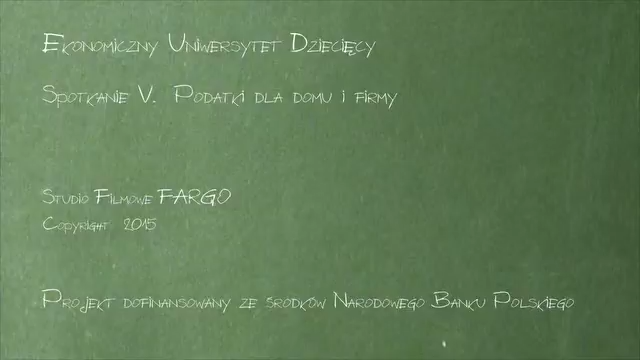 Ekonomiczny Uniwersytet Dziecięcy
Spotkanie V. Podatki dla domu i firmy
Studio Filmowe FARGO
Copyright 2015
Projekt dofinansowany ze środków Narodowego Banku Polskiego